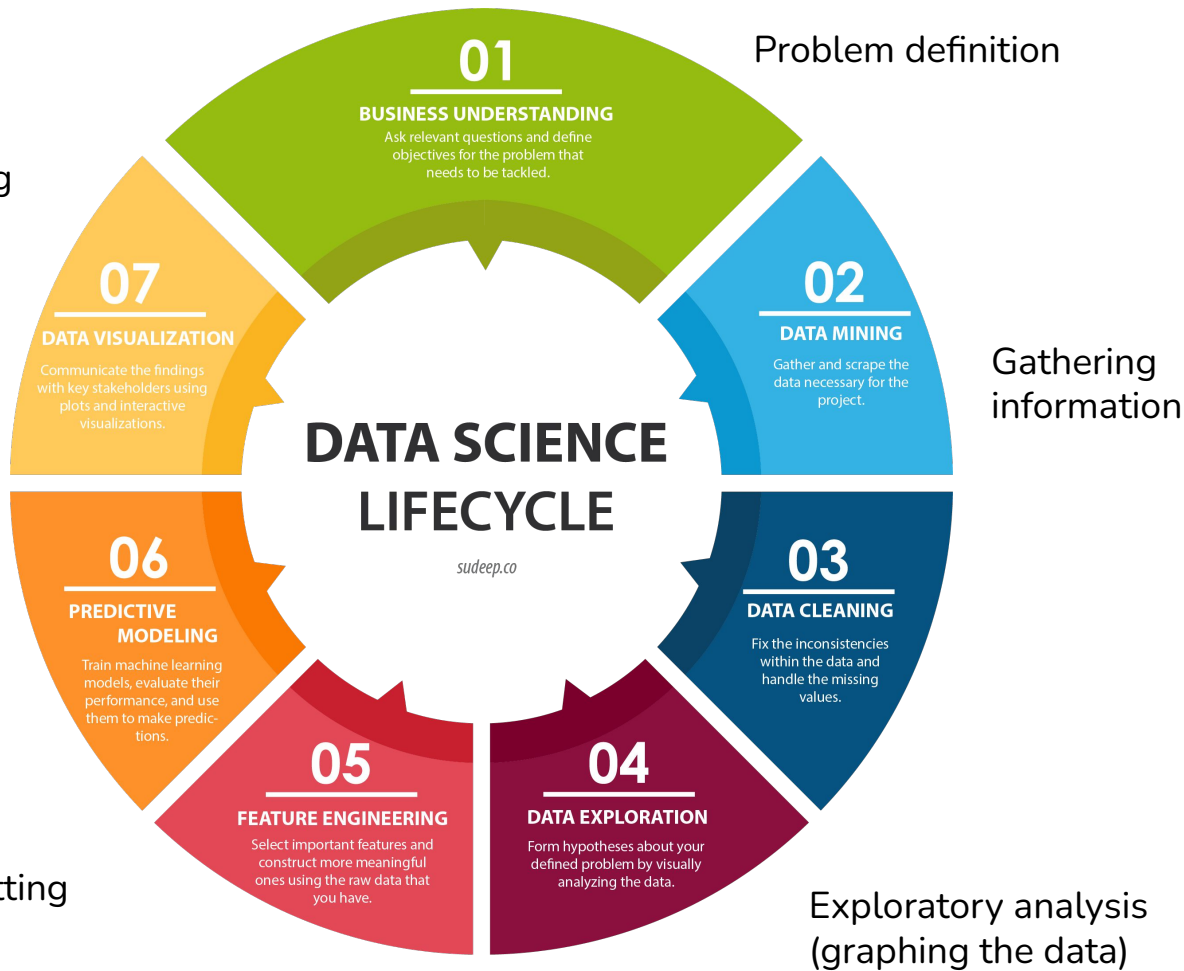 Problem definition
01
BUSINESS UNDERSTANDING
Ask relevant questions and define
objectives for the problem that
needs to be tackled.
02
DATA MINING
Gather and scrape the
data necessary for the
project.
Gathering
information
03
DATA CLEANING
Fix the inconsistencies
within the data and
handle the missing
values.
04
DATA EXPLORATION
Form hypotheses about your
defined problem by visually
analyzing the data.
Exploratory analysis
(graphing the data)
05
FEATURE ENGINEERING
Select important features and
construct more meaningful
ones using the raw data that
you have.
06
PREDICTIVE
MODELING
Train machine learning
models, evaluate their
performance, and use
them to make predic-
tions.
07
DATA VISUALIZATION
Communicate the findings
with key stakeholders using
plots and interactive
visualizations.
DATA SCIENCE
LIFECYCLE
sudeep.co